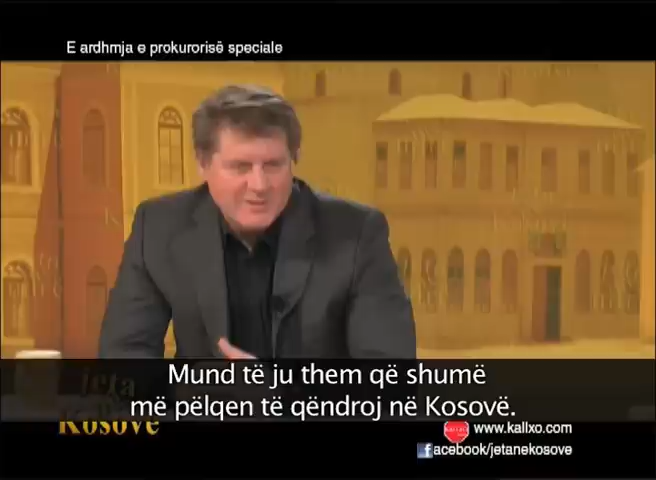 E ardhmja e prokurorisë speciale
Mund të ju them që shumë
më pëlqen të qëndroj në Kosovë.
jeta
Kosovë
www.kallxo.com
facebook/jetanekosove